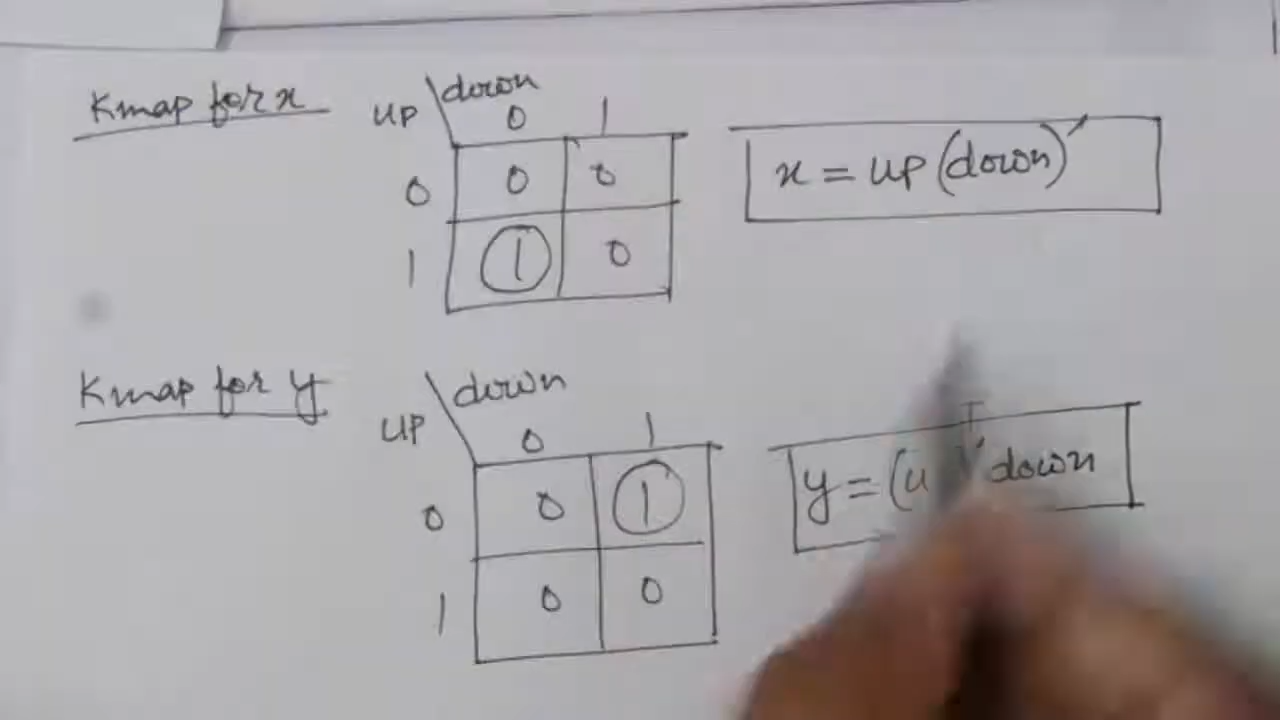 Kmap for x
up \ down
0 1
0 0 0
1 1 0
x = up (down)′
Kmap for y
up \ down
0 1
0 0 1
1 0 0
y = (u )′ down